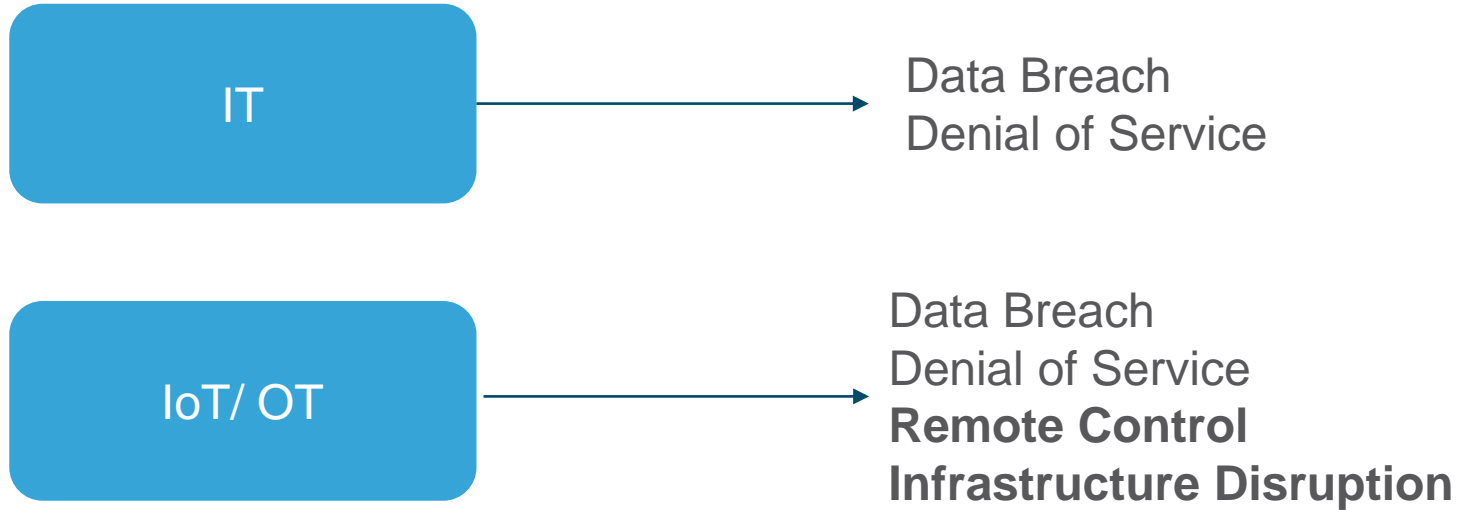 IT
Data Breach
Denial of Service
IoT/ OT
Data Breach
Denial of Service
Remote Control
Infrastructure Disruption